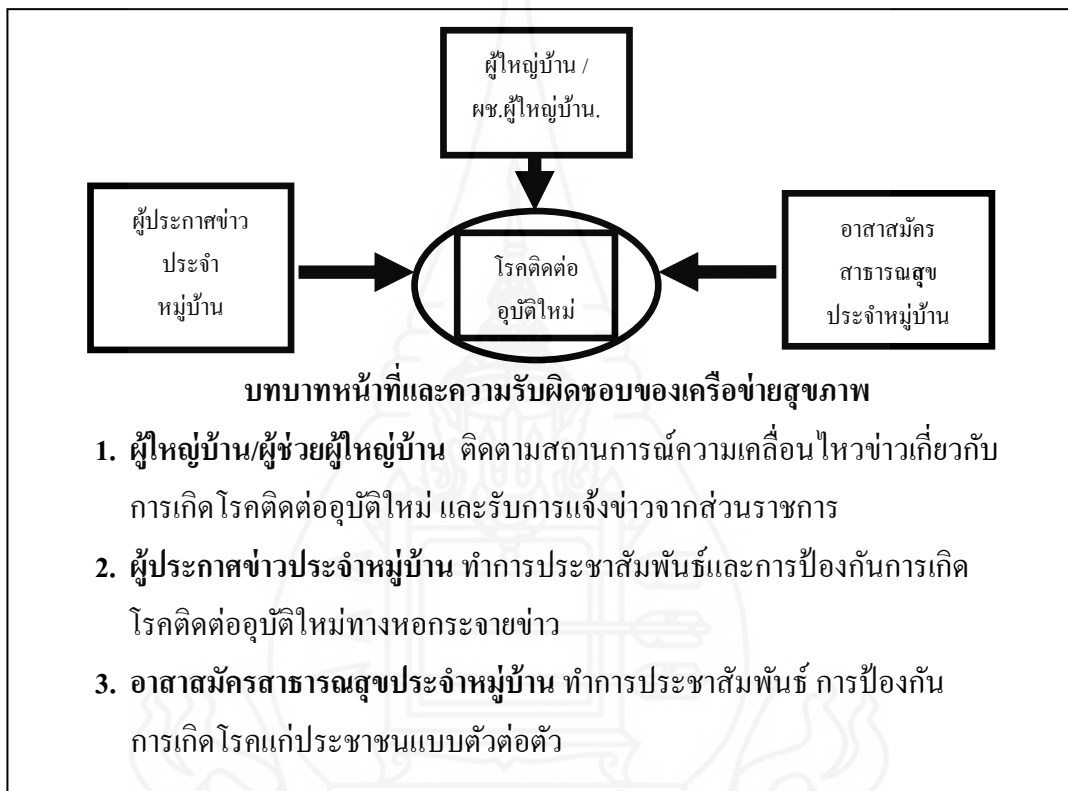 ผู้ใหญ่บ้าน /
ผช.ผู้ใหญ่บ้าน.
ผู้ประกาศข่าว
ประจำ
หมู่บ้าน
โรคติดต่อ
อุบัติใหม่
อาสาสมัคร
สาธารณสุข
ประจำหมู่บ้าน
บทบาทหน้าที่และความรับผิดชอบของเครือข่ายสุขภาพ
1. ผู้ใหญ่บ้าน/ผู้ช่วยผู้ใหญ่บ้าน ติดตามสถานการณ์ความเคลื่อนไหวข่าวเกี่ยวกับ
การเกิดโรคติดต่ออุบัติใหม่ และรับการแจ้งข่าวจากส่วนราชการ
2. ผู้ประกาศข่าวประจำหมู่บ้าน ทำการประชาสัมพันธ์และการป้องกันการเกิด
โรคติดต่ออุบัติใหม่ทางหอกระจายข่าว
3. อาสาสมัครสาธารณสุขประจำหมู่บ้าน ทำการประชาสัมพันธ์ การป้องกัน
การเกิดโรคแก่ประชาชนแบบตัวต่อตัว